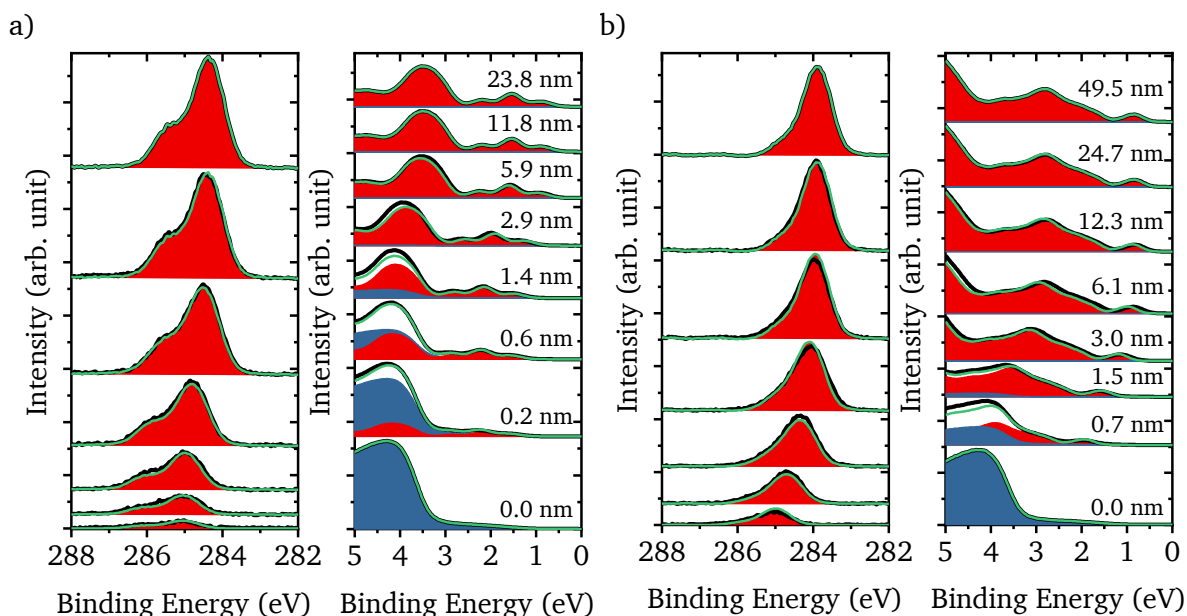 a)
b)
Intensity (arb. unit)
288 286 284 282
Binding Energy (eV)
Intensity (arb. unit)
23.8 nm
11.8 nm
5.9 nm
2.9 nm
1.4 nm
0.6 nm
0.2 nm
0.0 nm
5 4 3 2 1 0
Binding Energy (eV)
Intensity (arb. unit)
288 286 284 282
Binding Energy (eV)
Intensity (arb. unit)
49.5 nm
24.7 nm
12.3 nm
6.1 nm
3.0 nm
1.5 nm
0.7 nm
0.0 nm
5 4 3 2 1 0
Binding Energy (eV)